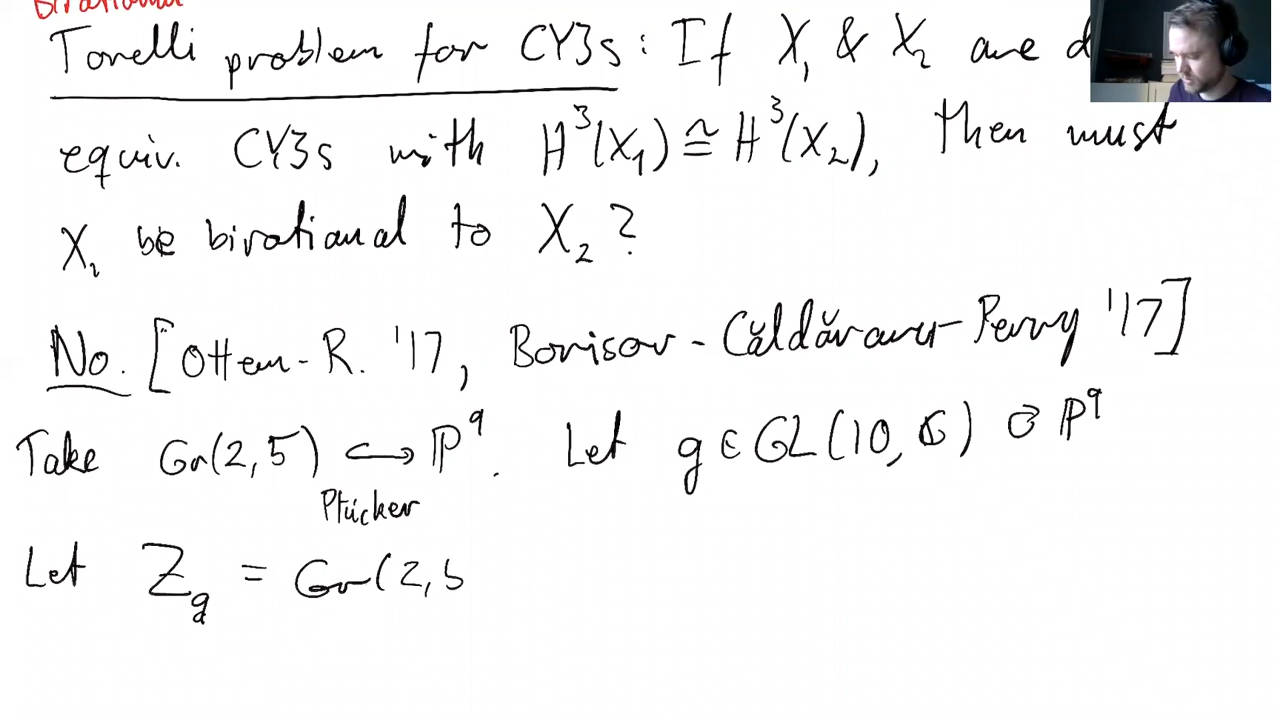 Birational
Torelli problem for CY3s: If X₁ & X₂ are d
equiv. CY3s with H³(X₁) ≅ H³(X₂), then must
X₁ be birational to X₂?
No. [Ottem-R. '17, Borisov-Căldăraru-Perry '17]
Take Gr(2,5) ↪ ℙ⁹. Let g ∈ GL(10, ℂ) ↻ ℙ⁹
Plücker
Let Z_g = Gr(2,5